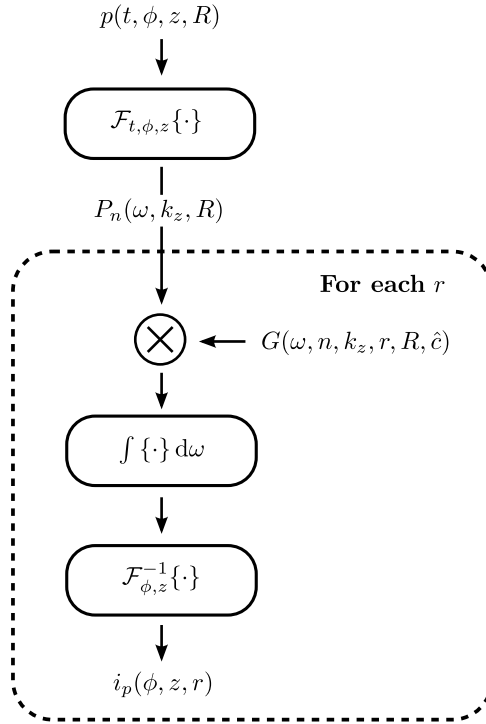 p(t, ϕ, z, R)
𝓕_{t,ϕ,z}{·}
P_n(ω, k_z, R)
For each r
G(ω, n, k_z, r, R, ĉ)
∫ {·} dω
𝓕^{−1}_{ϕ,z}{·}
i_p(ϕ, z, r)